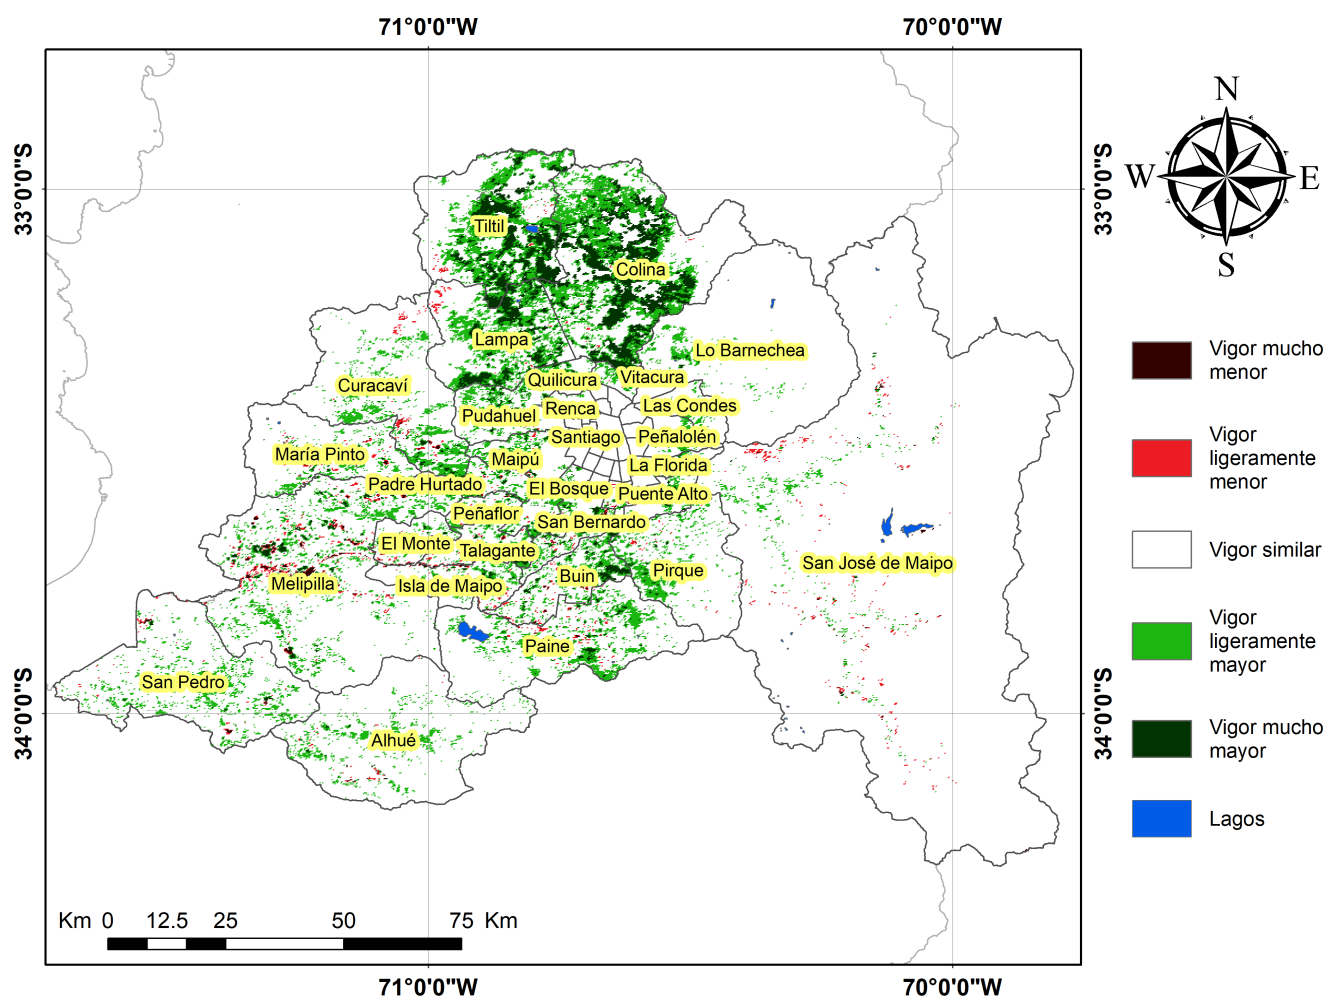 71°0'0"W
70°0'0"W
33°0'0"S
33°0'0"S
N
W
E
S
Tiltil
Colina
Lampa
Lo Barnechea
Curacaví
Quilicura
Vitacura
Pudahuel
Renca
Las Condes
Santiago
Peñalolén
María Pinto
Maipú
La Florida
Padre Hurtado
El Bosque
Puente Alto
Peñaflor
San Bernardo
El Monte
Talagante
San José de Maipo
Melipilla
Isla de Maipo
Buin
Pirque
Paine
San Pedro
Alhué
34°0'0"S
34°0'0"S
Vigor mucho
menor
Vigor
ligeramente
menor
Vigor similar
Vigor
ligeramente
mayor
Vigor mucho
mayor
Lagos
Km 0 12.5 25 50 75 Km
71°0'0"W
70°0'0"W